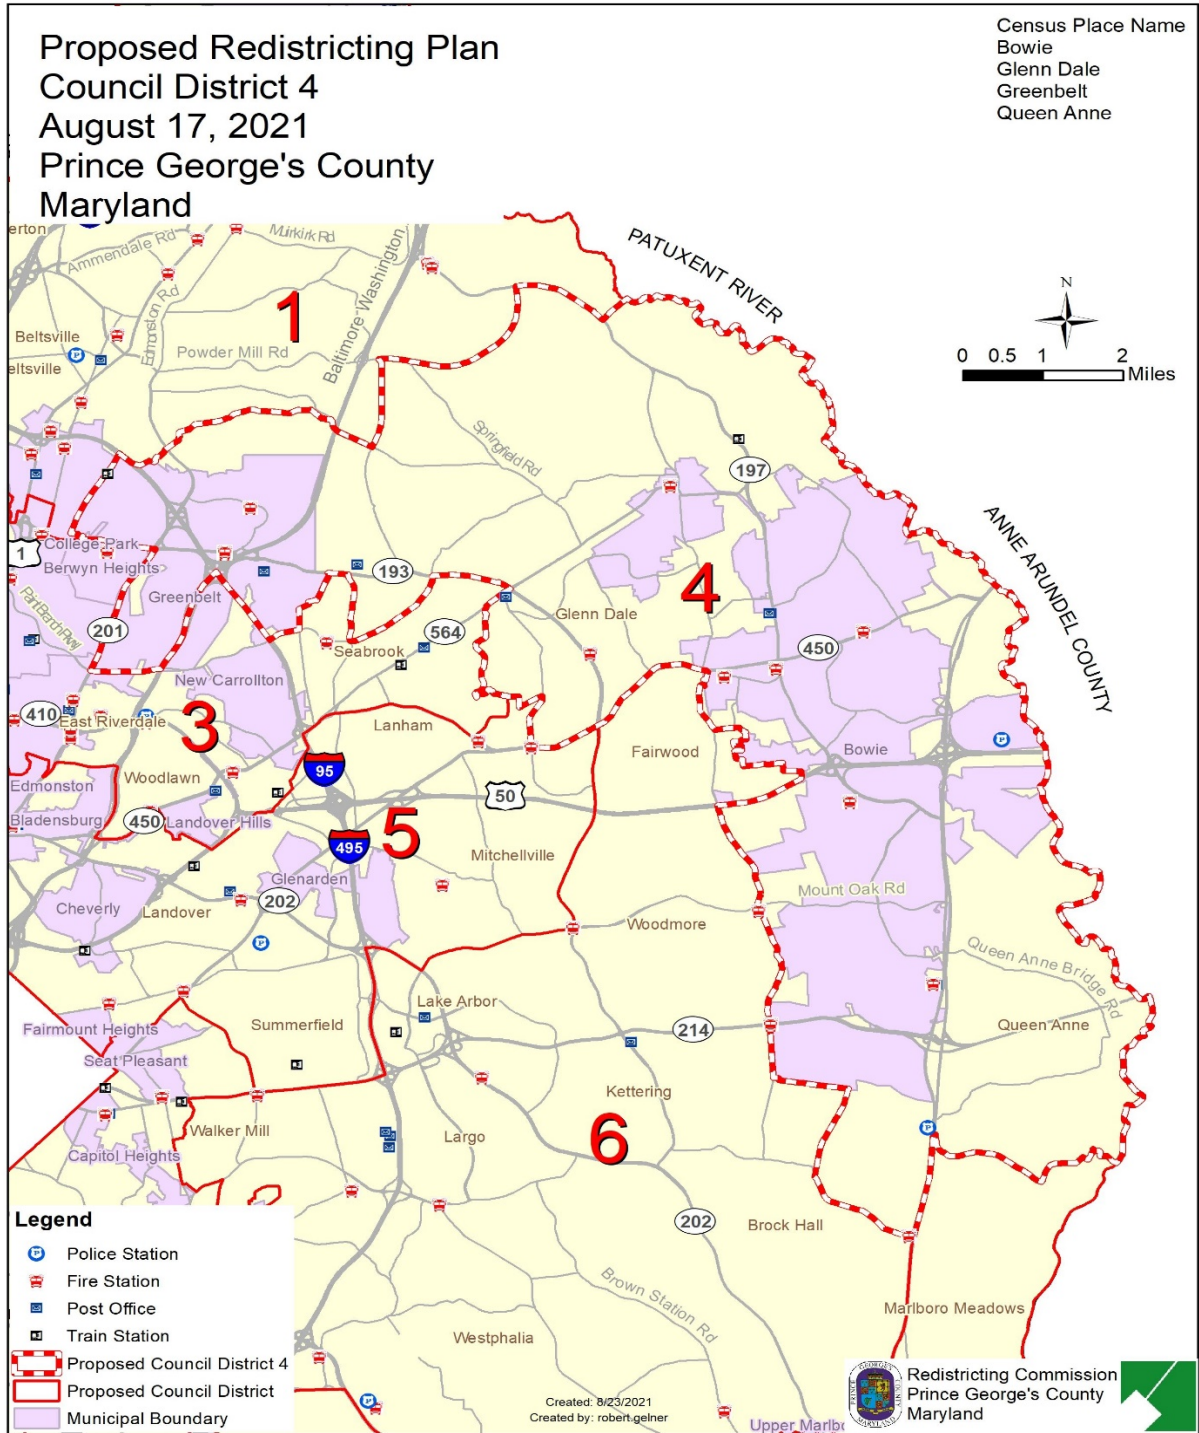 Proposed Redistricting Plan
Council District 4
August 17, 2021
Prince George's County
Maryland
Census Place Name
Bowie
Glenn Dale
Greenbelt
Queen Anne
erton
Ammendale Rd
Muirkirk Rd
Baltimore-Washington
PATUXENT RIVER
N
1
Edmonston Rd
Beltsville
eltsville
Powder Mill Rd
0 0.5 1 2
Miles
Springfield Rd
197
ANNE ARUNDEL COUNTY
1
College Park
Berwyn Heights
193
4
Greenbelt
Glenn Dale
201
564
Seabrook
450
New Carrollton
410
East Riverdale
3
Lanham
Fairwood
Bowie
Edmonston
Woodlawn
95
50
Bladensburg
450
Landover Hills
5
495
Mitchellville
Glenarden
Mount Oak Rd
Cheverly
Landover
202
Woodmore
Queen Anne Bridge Rd
Lake Arbor
Fairmount Heights
Summerfield
214
Queen Anne
Seat Pleasant
Kettering
Walker Mill
Largo
6
Capitol Heights
202
Brock Hall
Brown Station Rd
Marlboro Meadows
Westphalia
Upper Marlbo
Legend
Police Station
Fire Station
Post Office
Train Station
Proposed Council District 4
Proposed Council District
Municipal Boundary
Created: 8/23/2021
Created by: robert.gelner
Redistricting Commission
Prince George's County
Maryland